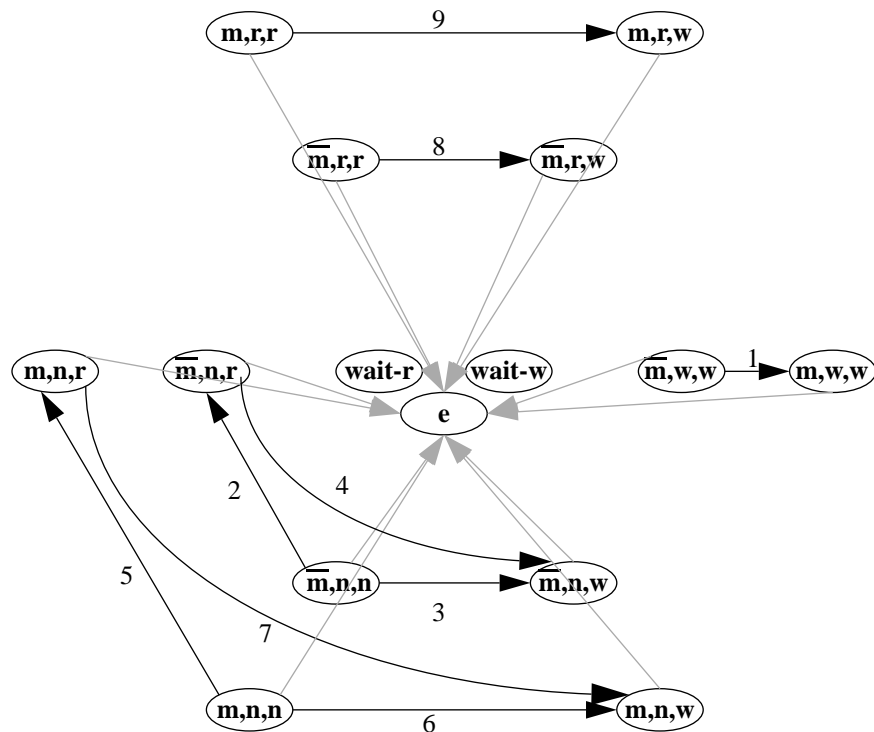 9
m,r,r m,r,w
8
m̅,r,r m̅,r,w
1
m,n,r m̅,n,r wait-r wait-w m̅,w,w m,w,w
e
2 4
5 m̅,n,n m̅,n,w
3
7
m,n,n m,n,w
6